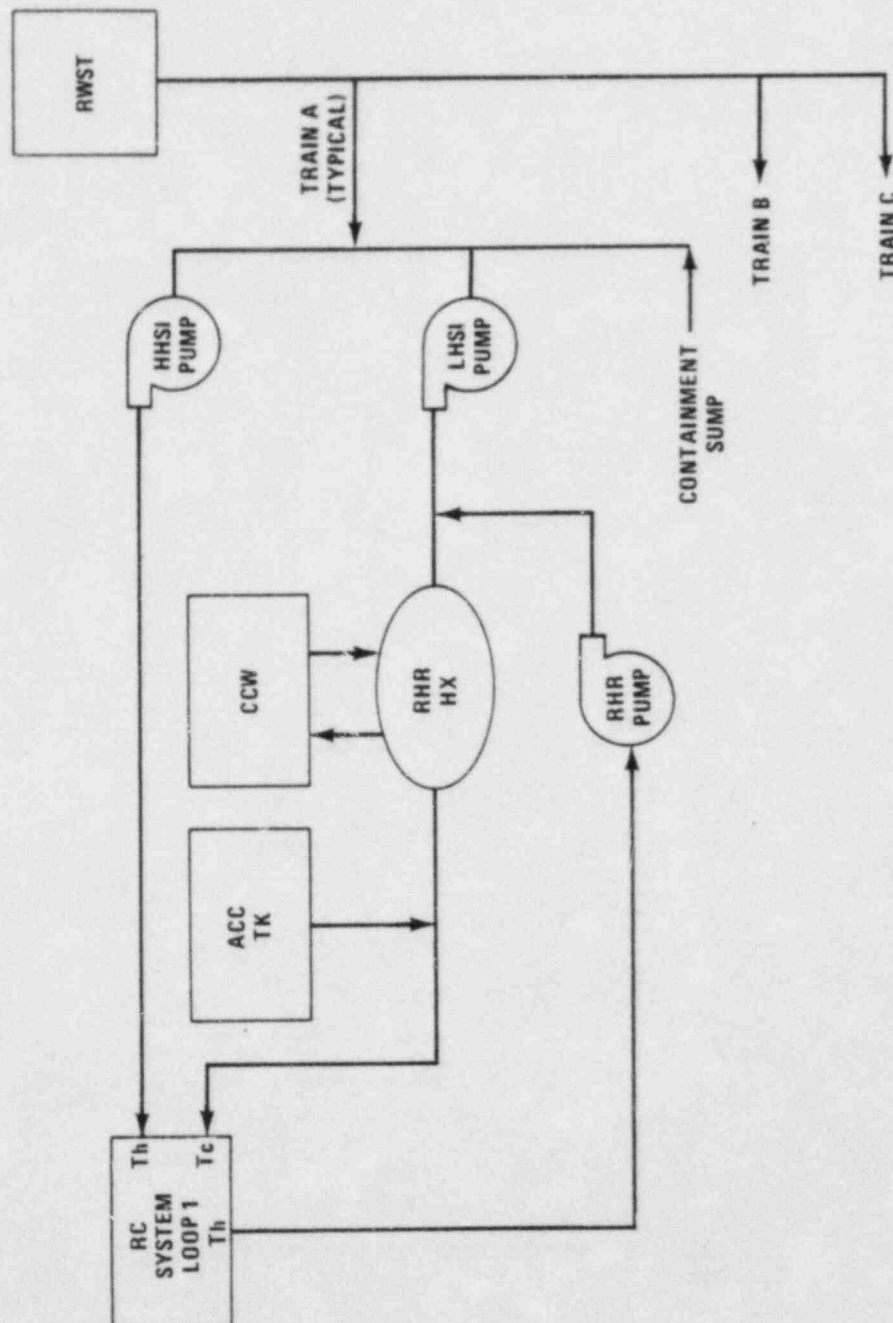 RWST
TRAIN A
(TYPICAL)
HHSI
PUMP
LHSI
PUMP
CONTAINMENT
SUMP
TRAIN B
TRAIN C
CCW
RHR
HX
RHR
PUMP
ACC
TK
RC
SYSTEM
LOOP 1
Th
Tc
Th